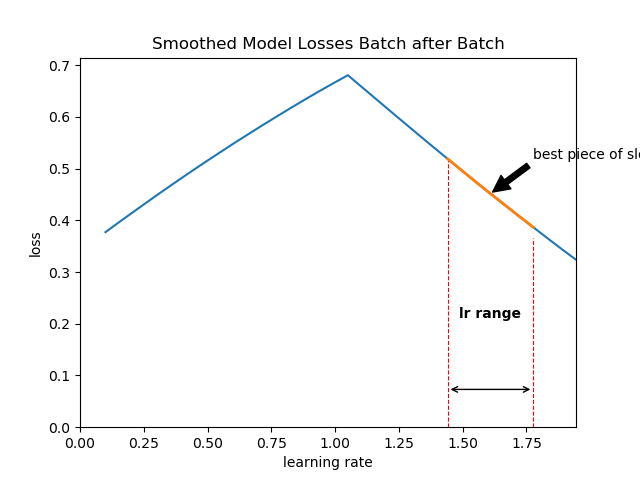 Smoothed Model Losses Batch after Batch
0.7
0.6
0.5
0.4
0.3
0.2
0.1
0.0
loss
best piece of
lr range
0.00 0.25 0.50 0.75 1.00 1.25 1.50 1.75
learning rate